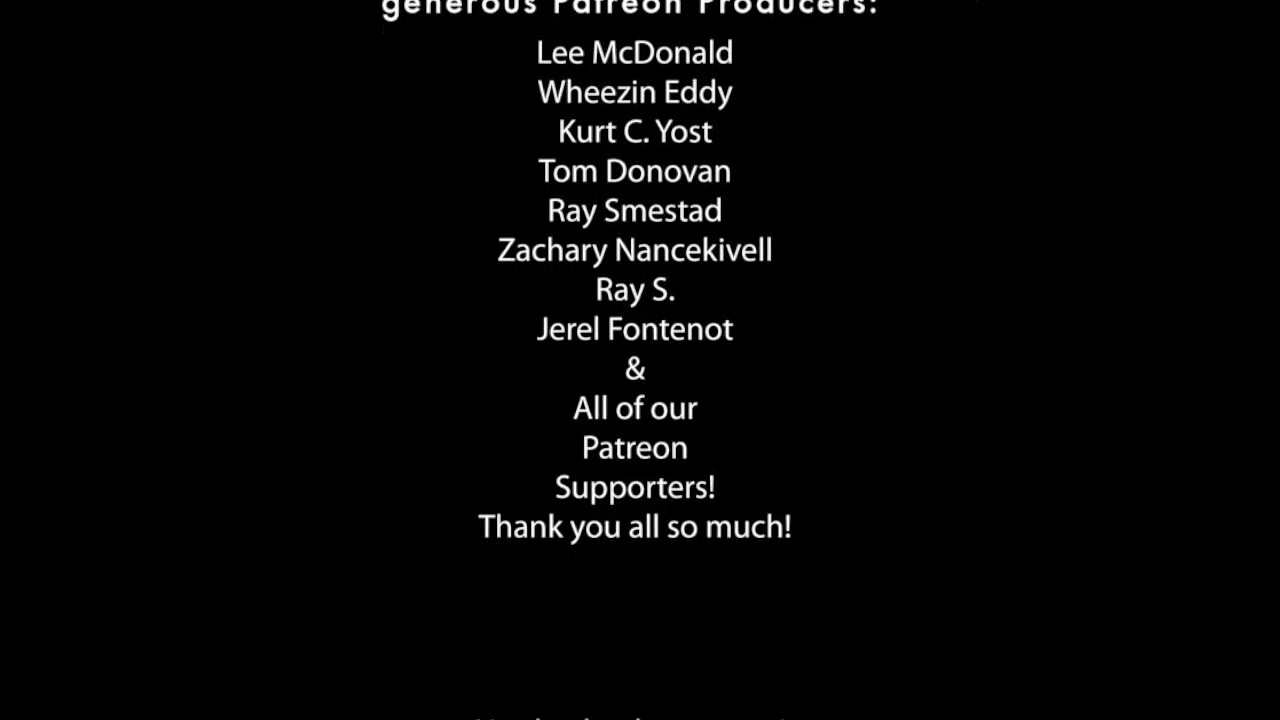 generous Patreon Producers:
Lee McDonald
Wheezin Eddy
Kurt C. Yost
Tom Donovan
Ray Smestad
Zachary Nancekivell
Ray S.
Jerel Fontenot
&
All of our
Patreon
Supporters!
Thank you all so much!